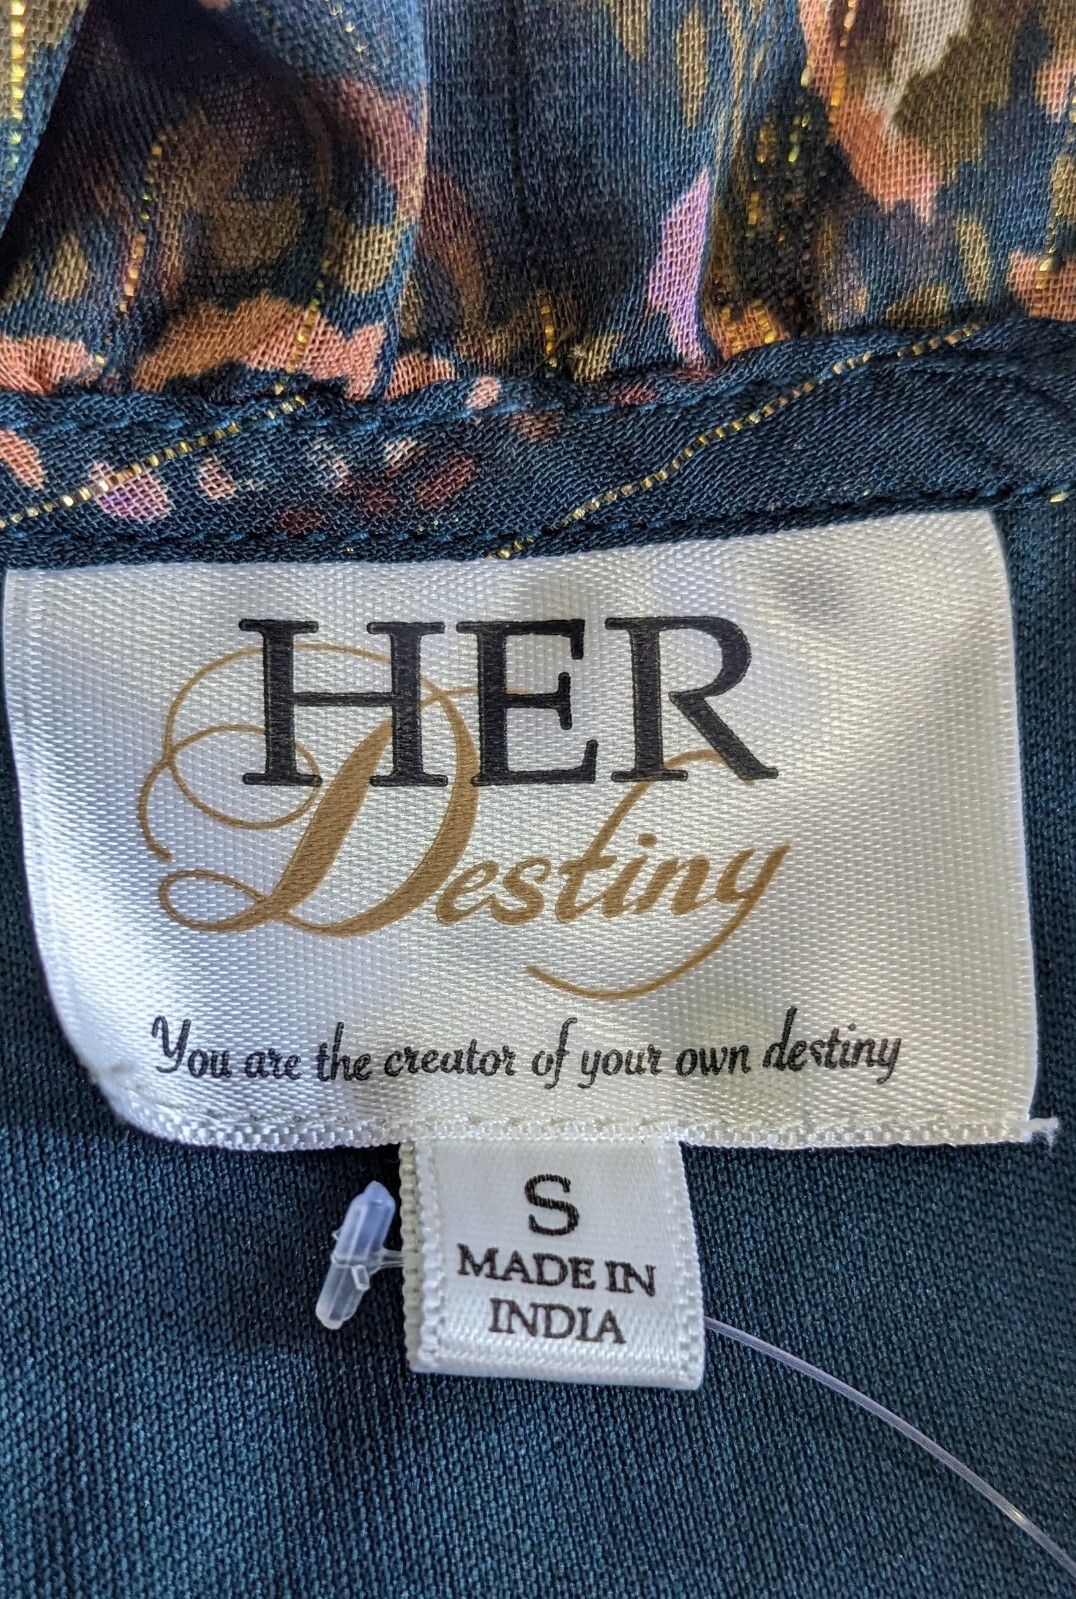 HER
Destiny
You are the creator of your own destiny
S
MADE IN
INDIA